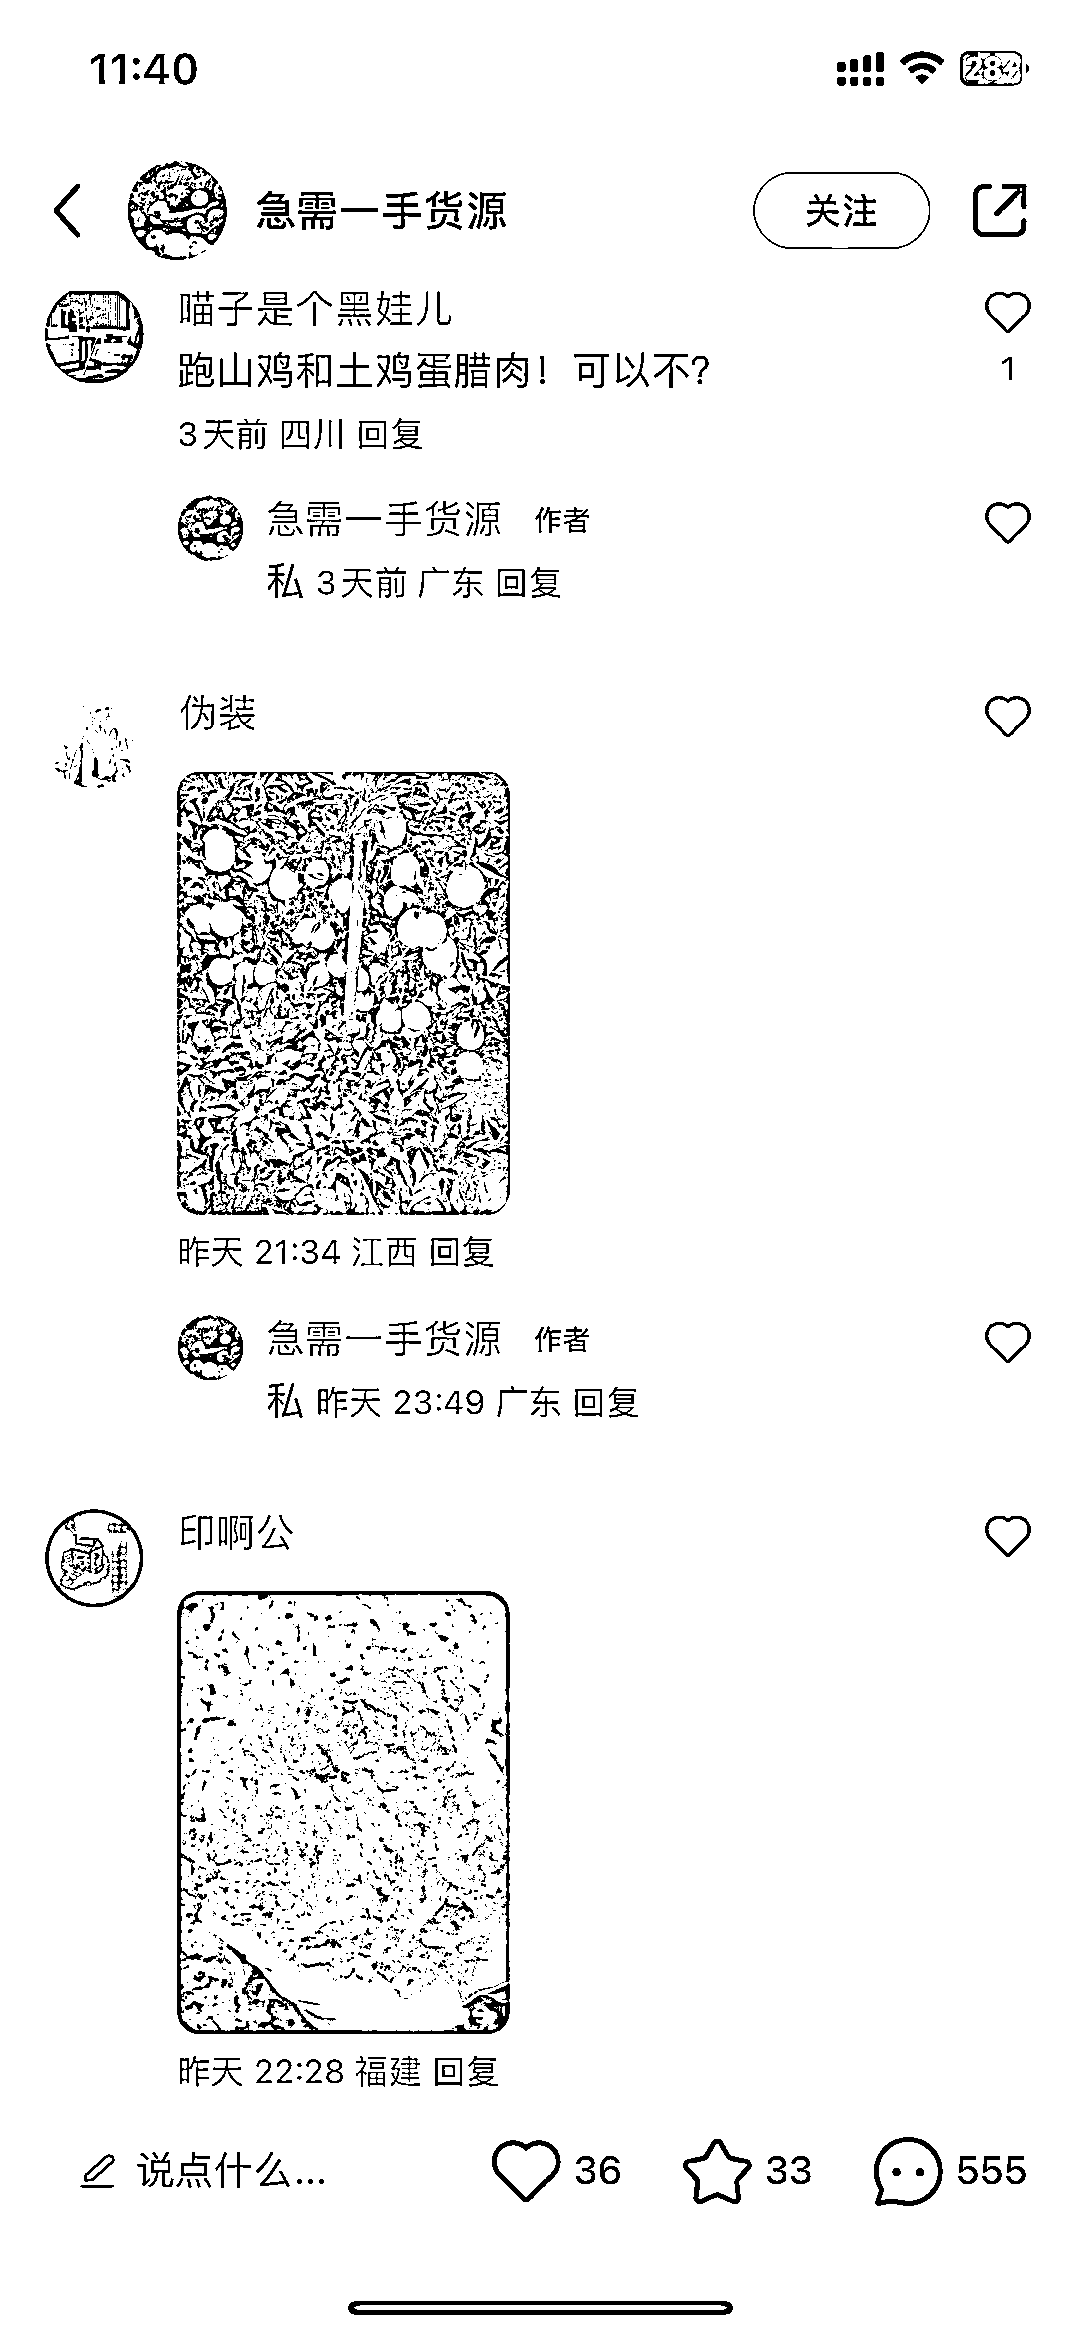 11:40
28
急需一手货源
关注
喵子是个黑娃儿
跑山鸡和土鸡蛋腊肉！可以不?
1
3天前 四川 回复
急需一手货源 作者
私 3天前 广东 回复
伪装
昨天 21:34 江西 回复
急需一手货源 作者
私 昨天 23:49 广东 回复
印啊公
昨天 22:28 福建 回复
说点什么...
36
33
555